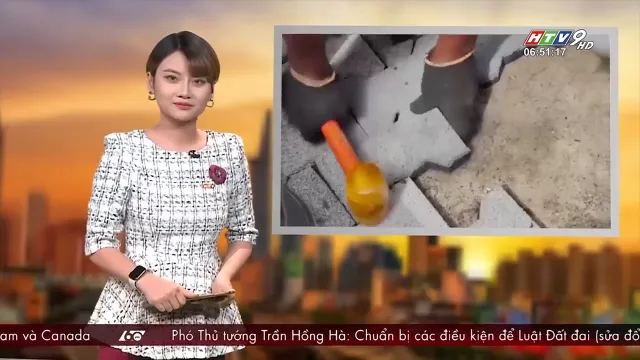 HTV9 HD
06:51:17
am và Canada
Phó Thủ tướng Trần Hồng Hà: Chuẩn bị các điều kiện để Luật Đất đai (sửa đổ